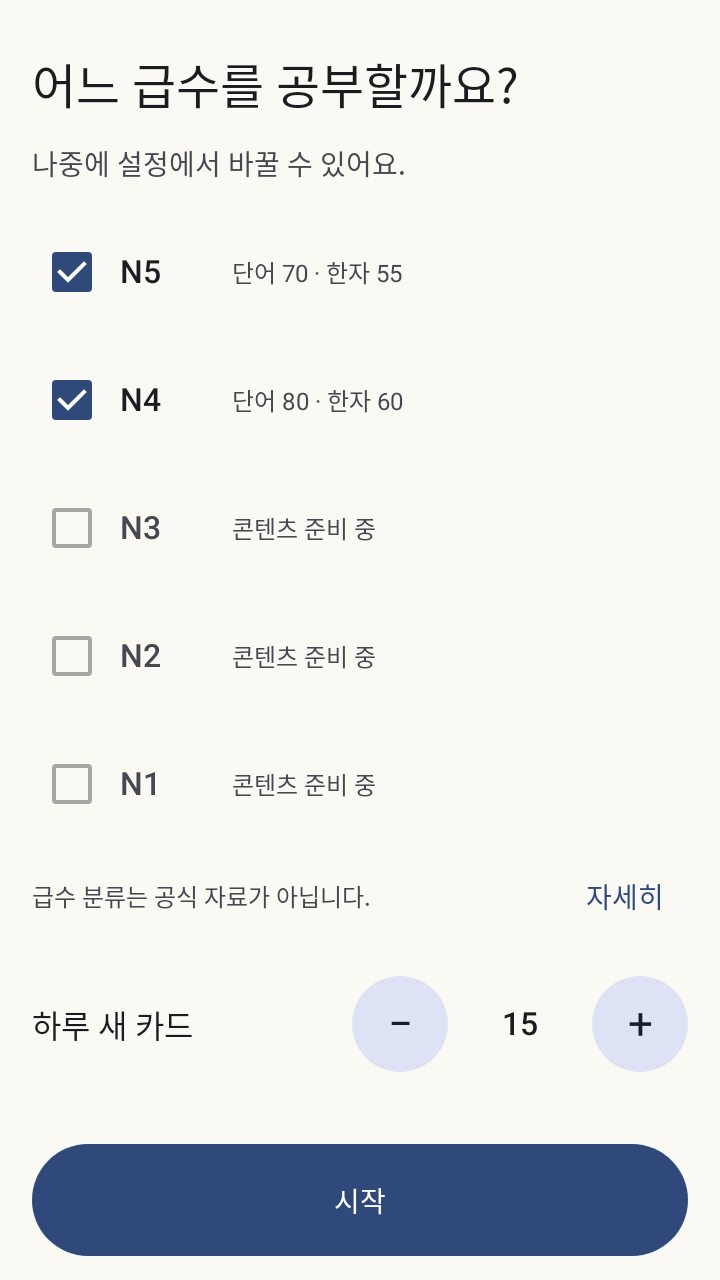 어느 급수를 공부할까요?
나중에 설정에서 바꿀 수 있어요.
N5 단어 70 · 한자 55
N4 단어 80 · 한자 60
N3 콘텐츠 준비 중
N2 콘텐츠 준비 중
N1 콘텐츠 준비 중
급수 분류는 공식 자료가 아닙니다. 자세히
하루 새 카드 − 15 +
시작